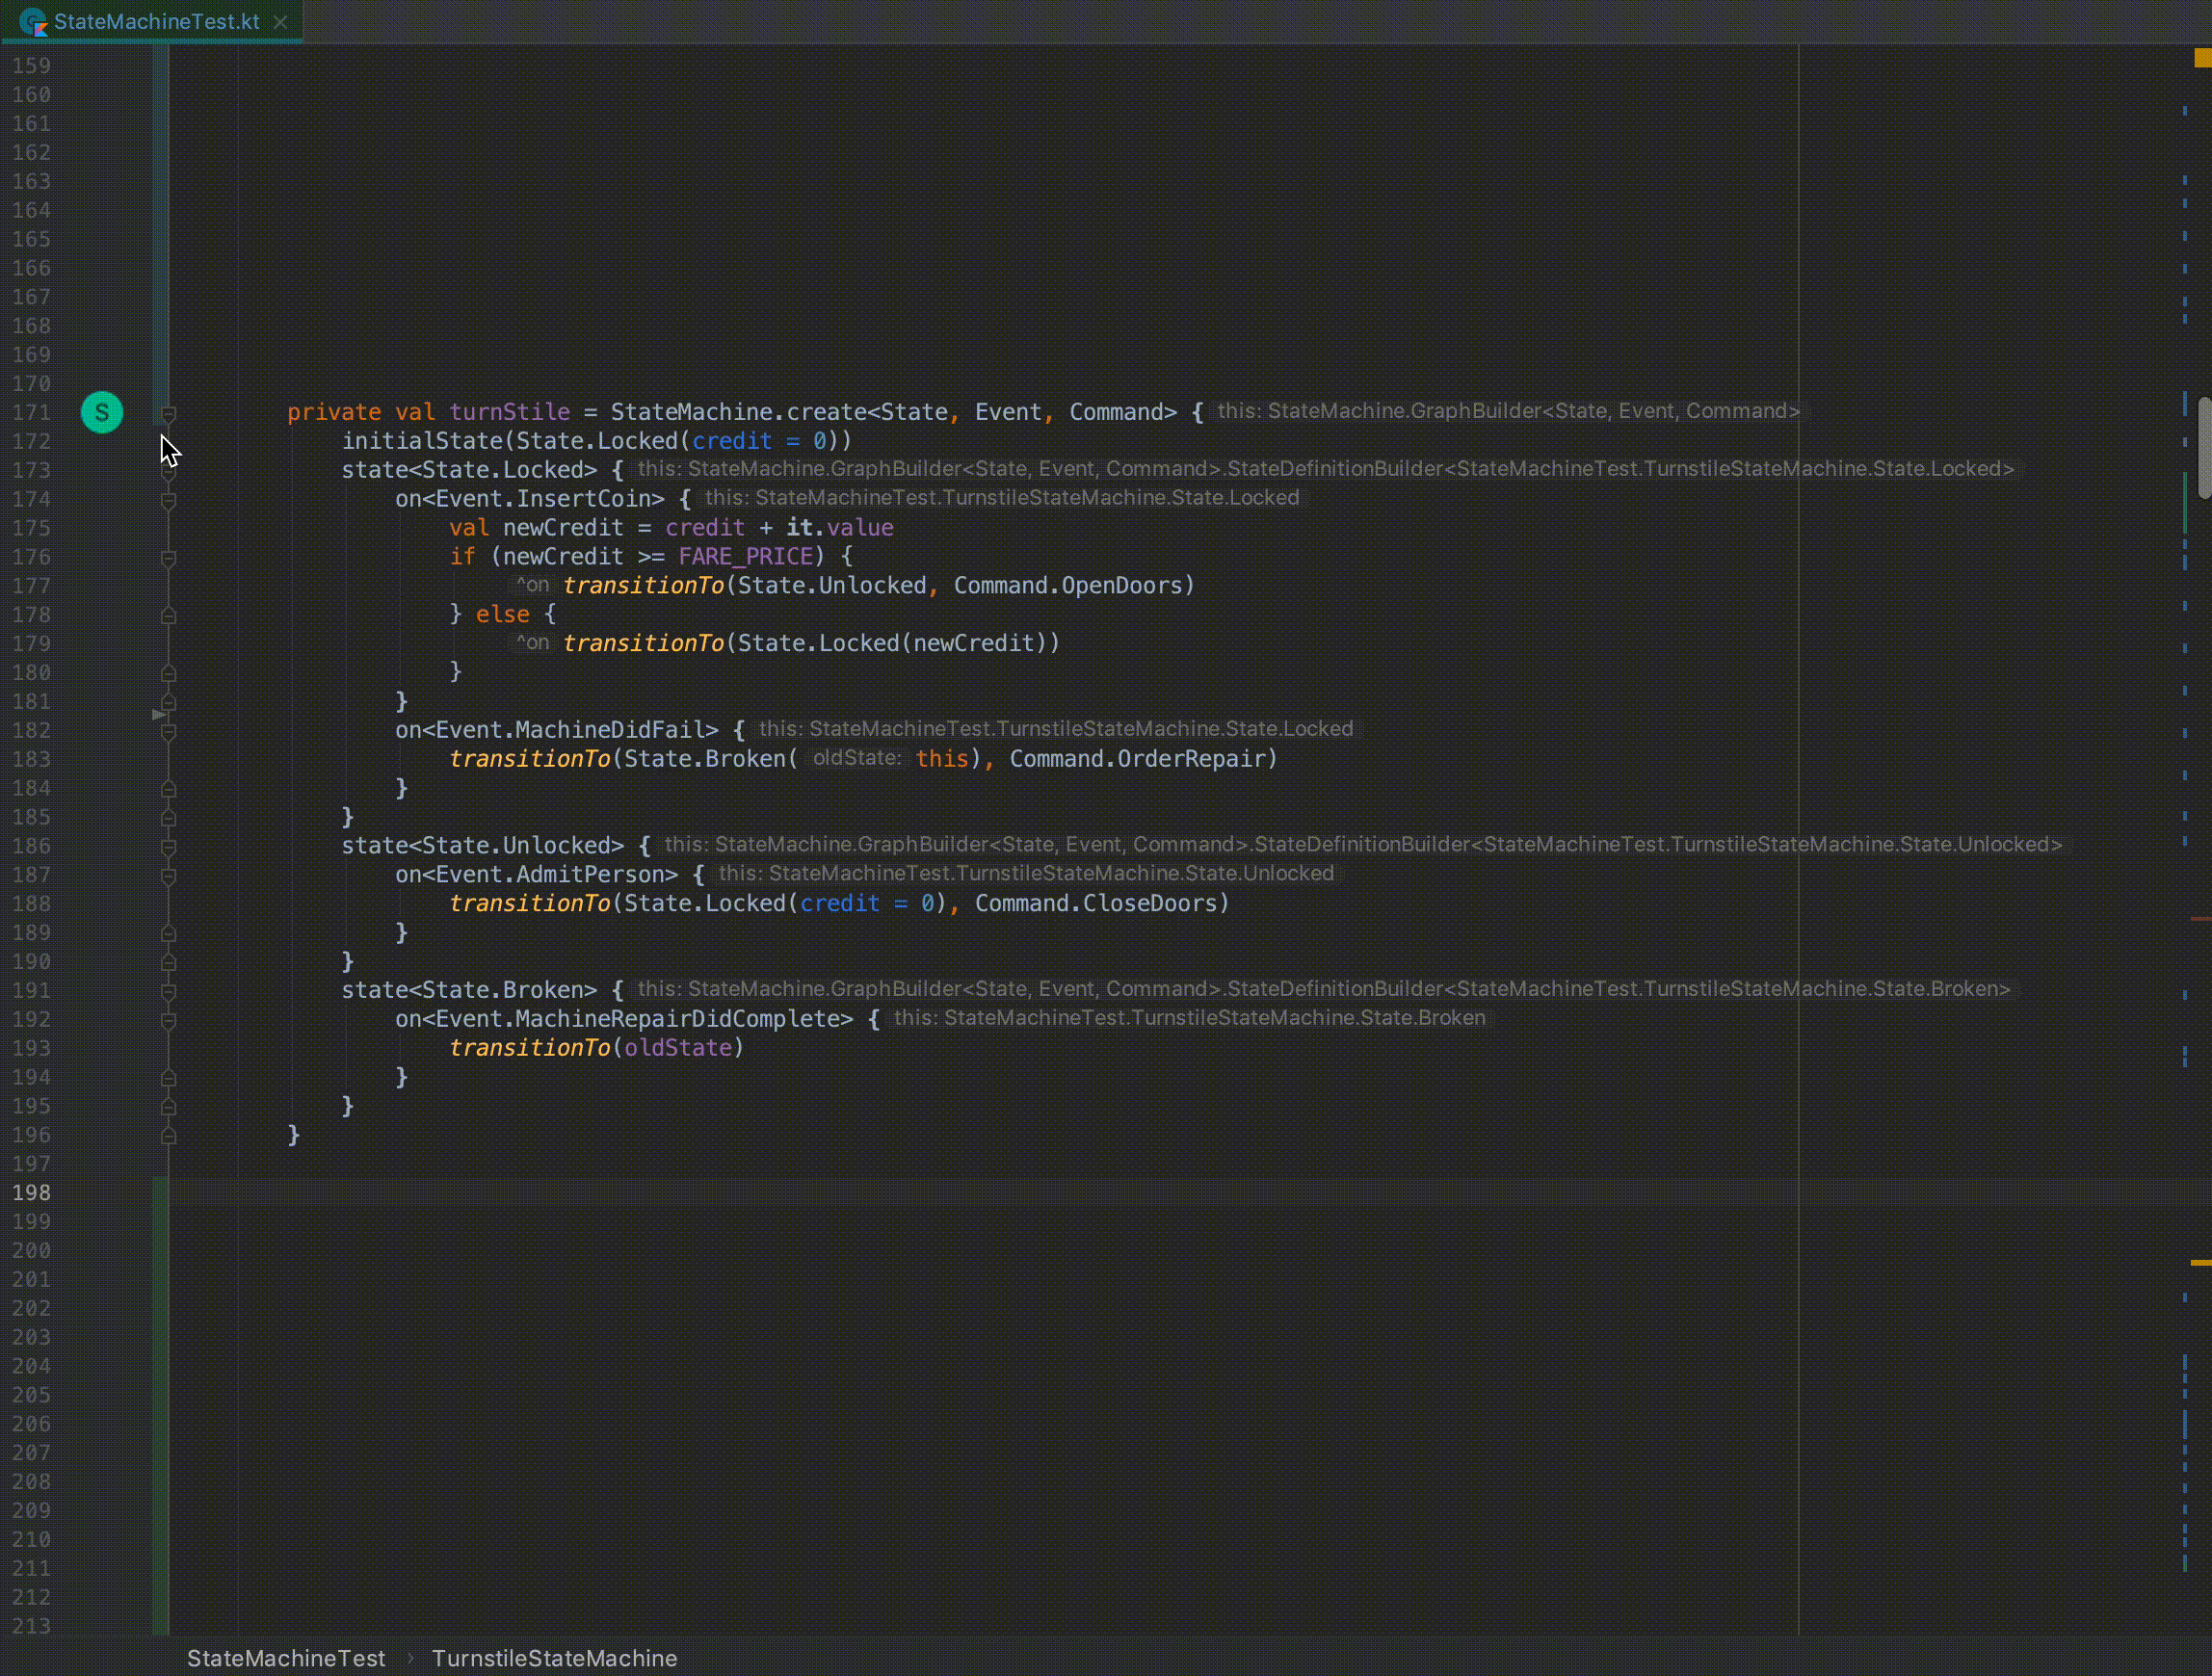 StateMachineTest.kt
159
160
161
162
163
164
165
166
167
168
169
170
171 S private val turnStile = StateMachine.create<State, Event, Command> { this: StateMachine.GraphBuilder<State, Event, Command>
172 initialState(State.Locked(credit = 0))
173 state<State.Locked> { this: StateMachine.GraphBuilder<State, Event, Command>.StateDefinitionBuilder<StateMachineTest.TurnstileStateMachine.State.Locked>
174 on<Event.InsertCoin> { this: StateMachineTest.TurnstileStateMachine.State.Locked
175 val newCredit = credit + it.value
176 if (newCredit >= FARE_PRICE) {
177 ^on transitionTo(State.Unlocked, Command.OpenDoors)
178 } else {
179 ^on transitionTo(State.Locked(newCredit))
180 }
181 }
182 on<Event.MachineDidFail> { this: StateMachineTest.TurnstileStateMachine.State.Locked
183 transitionTo(State.Broken( oldState: this), Command.OrderRepair)
184 }
185 }
186 state<State.Unlocked> { this: StateMachine.GraphBuilder<State, Event, Command>.StateDefinitionBuilder<StateMachineTest.TurnstileStateMachine.State.Unlocked>
187 on<Event.AdmitPerson> { this: StateMachineTest.TurnstileStateMachine.State.Unlocked
188 transitionTo(State.Locked(credit = 0), Command.CloseDoors)
189 }
190 }
191 state<State.Broken> { this: StateMachine.GraphBuilder<State, Event, Command>.StateDefinitionBuilder<StateMachineTest.TurnstileStateMachine.State.Broken>
192 on<Event.MachineRepairDidComplete> { this: StateMachineTest.TurnstileStateMachine.State.Broken
193 transitionTo(oldState)
194 }
195 }
196 }
197
198
199
200
201
202
203
204
205
206
207
208
209
210
211
212
213
StateMachineTest › TurnstileStateMachine